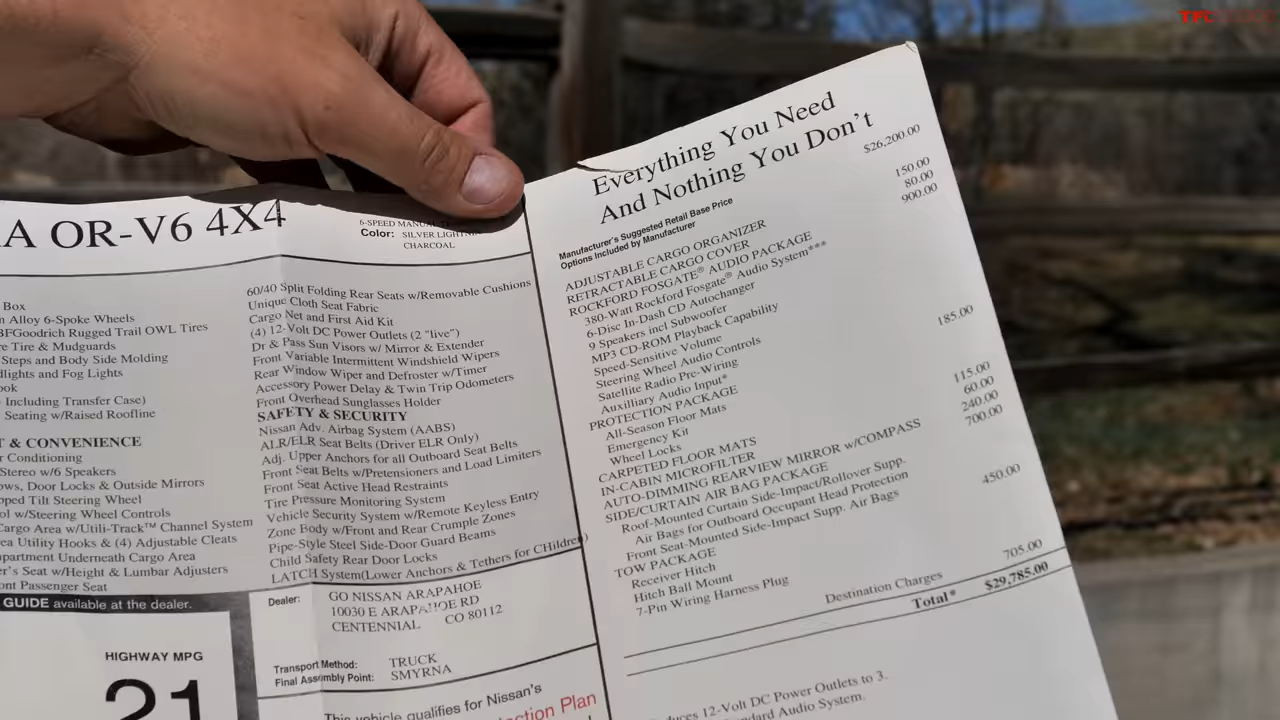 A OR-V6 4X4
6-SPEED
Color: SILVER
CHARCOAL
Box
Alloy 6-Spoke Wheels
BFGoodrich Rugged Trail OWL Tires
Tire & Mudguards
Steps and Body Side Molding
and Fog Lights
Including Transfer Case)
Seating w/Raised Roofline
& CONVENIENCE
Conditioning
Stereo w/6 Speakers
Door Locks & Outside Mirrors
Tilt Steering Wheel
w/Steering Wheel Controls
Cargo Area w/Utili-Track™ Channel System
Utility Hooks & (4) Adjustable Cleats
Underneath Cargo Area
Seat w/Height & Lumbar Adjusters
Passenger Seat
GUIDE available at the dealer.
HIGHWAY MPG
21
60/40 Split Folding Rear Seats w/Removable Cushions
Unique Cloth Seat Fabric
Cargo Net and First Aid Kit
(4) 12-Volt DC Power Outlets (2 "live")
Dr & Pass Sun Visors w/ Mirror & Extender
Front Variable Intermittent Windshield Wipers
Rear Window Wiper and Defroster w/Timer
Accessory Power Delay & Twin Trip Odometers
Front Overhead Sunglasses Holder
SAFETY & SECURITY
Nissan Adv. Airbag System (AABS)
ALR/ELR Seat Belts (Driver ELR Only)
Adj. Upper Anchors for all Outboard Seat Belts
Front Seat Belts w/Pretensioners and Load Limiters
Front Seat Active Head Restraints
Tire Pressure Monitoring System
Vehicle Security System w/Remote Keyless Entry
Zone Body w/Front and Rear Crumple Zones
Pipe-Style Steel Side-Door Guard Beams
Child Safety Rear Door Locks
LATCH System(Lower Anchors & Tethers for CHildren)
Dealer: GO NISSAN ARAPAHOE
10030 E ARAPAHOE RD
CENTENNIAL CO 80112
Transport Method: TRUCK
Final Assembly Point: SMYRNA
This vehicle qualifies for Nissan's
Plan
Everything You Need
And Nothing You Don't
Manufacturer's Suggested Retail Base Price $26,200.00
Options Included by Manufacturer
ADJUSTABLE CARGO ORGANIZER 150.00
RETRACTABLE CARGO COVER 80.00
ROCKFORD FOSGATE® AUDIO PACKAGE 900.00
380-Watt Rockford Fosgate® Audio System***
6-Disc In-Dash CD Autochanger
9 Speakers incl Subwoofer
MP3 CD-ROM Playback Capability
Speed-Sensitive Volume
Steering Wheel Audio Controls
Satellite Radio Pre-Wiring
Auxilliary Audio Input*
PROTECTION PACKAGE 185.00
All-Season Floor Mats
Emergency Kit
Wheel Locks
CARPETED FLOOR MATS 115.00
IN-CABIN MICROFILTER 60.00
AUTO-DIMMING REARVIEW MIRROR w/COMPASS 240.00
SIDE/CURTAIN AIR BAG PACKAGE 700.00
Roof-Mounted Curtain Side-Impact/Rollover Supp.
Air Bags for Outboard Occupant Head Protection
Front Seat-Mounted Side-Impact Supp. Air Bags
TOW PACKAGE 450.00
Receiver Hitch
Hitch Ball Mount
7-Pin Wiring Harness Plug
Destination Charges 705.00
Total* $29,785.00
12-Volt DC Power Outlets to 3.
Audio System.